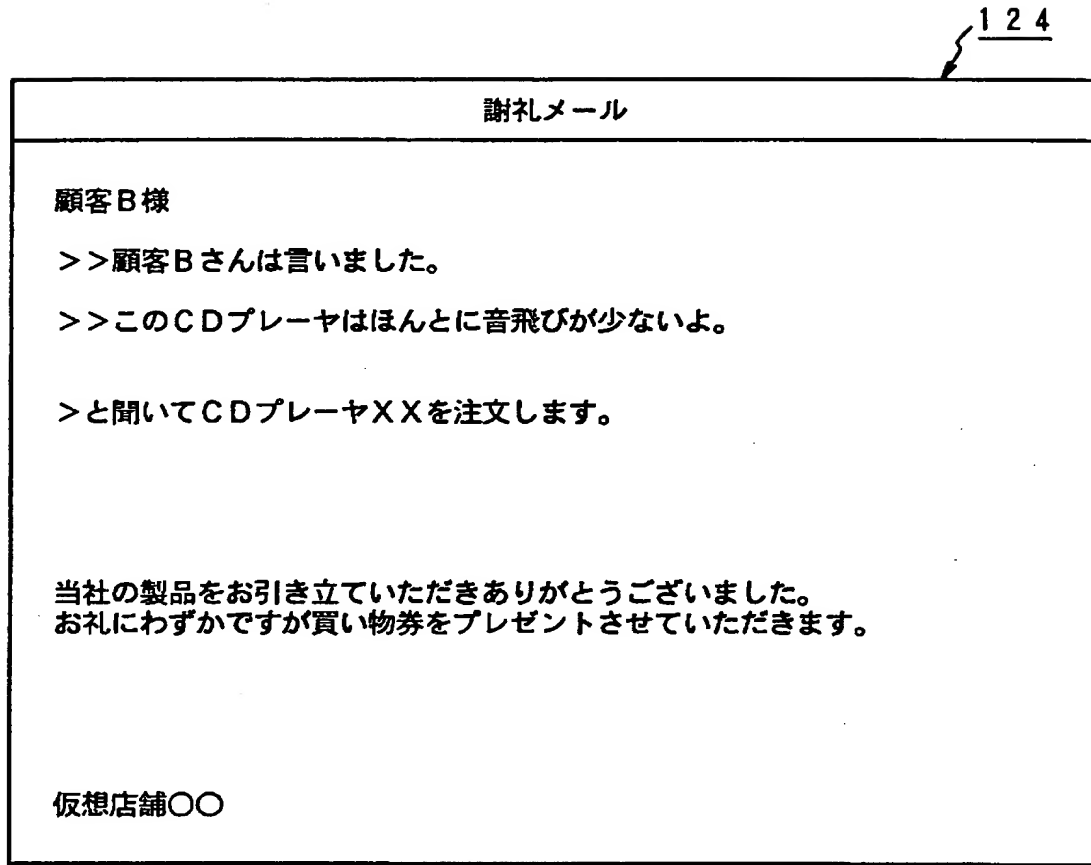 124
謝礼メール
顧客B様
>>顧客Bさんは言いました。
>>このCDプレーヤはほんとに音飛びが少ないよ。
>と聞いてCDプレーヤXXを注文します。
当社の製品をお引き立ていただきありがとうございました。
お礼にわずかですが買い物券をプレゼントさせていただきます。
仮想店舗○○